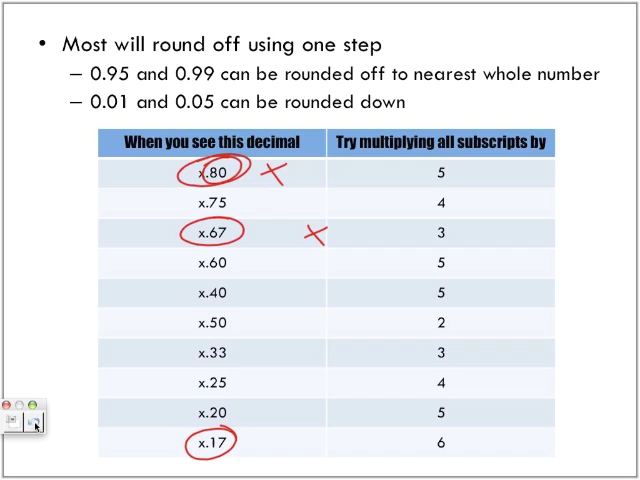 • Most will round off using one step
– 0.95 and 0.99 can be rounded off to nearest whole number
– 0.01 and 0.05 can be rounded down
When you see this decimal Try multiplying all subscripts by
x.80 5
x.75 4
x.67 3
x.60 5
x.40 5
x.50 2
x.33 3
x.25 4
x.20 5
x.17 6